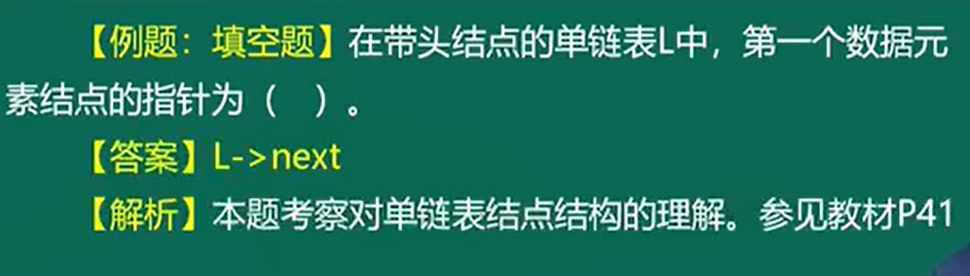 【例题：填空题】在带头结点的单链表L中，第一个数据元
素结点的指针为（　）。
【答案】L->next
【解析】本题考察对单链表结点结构的理解。参见教材P41